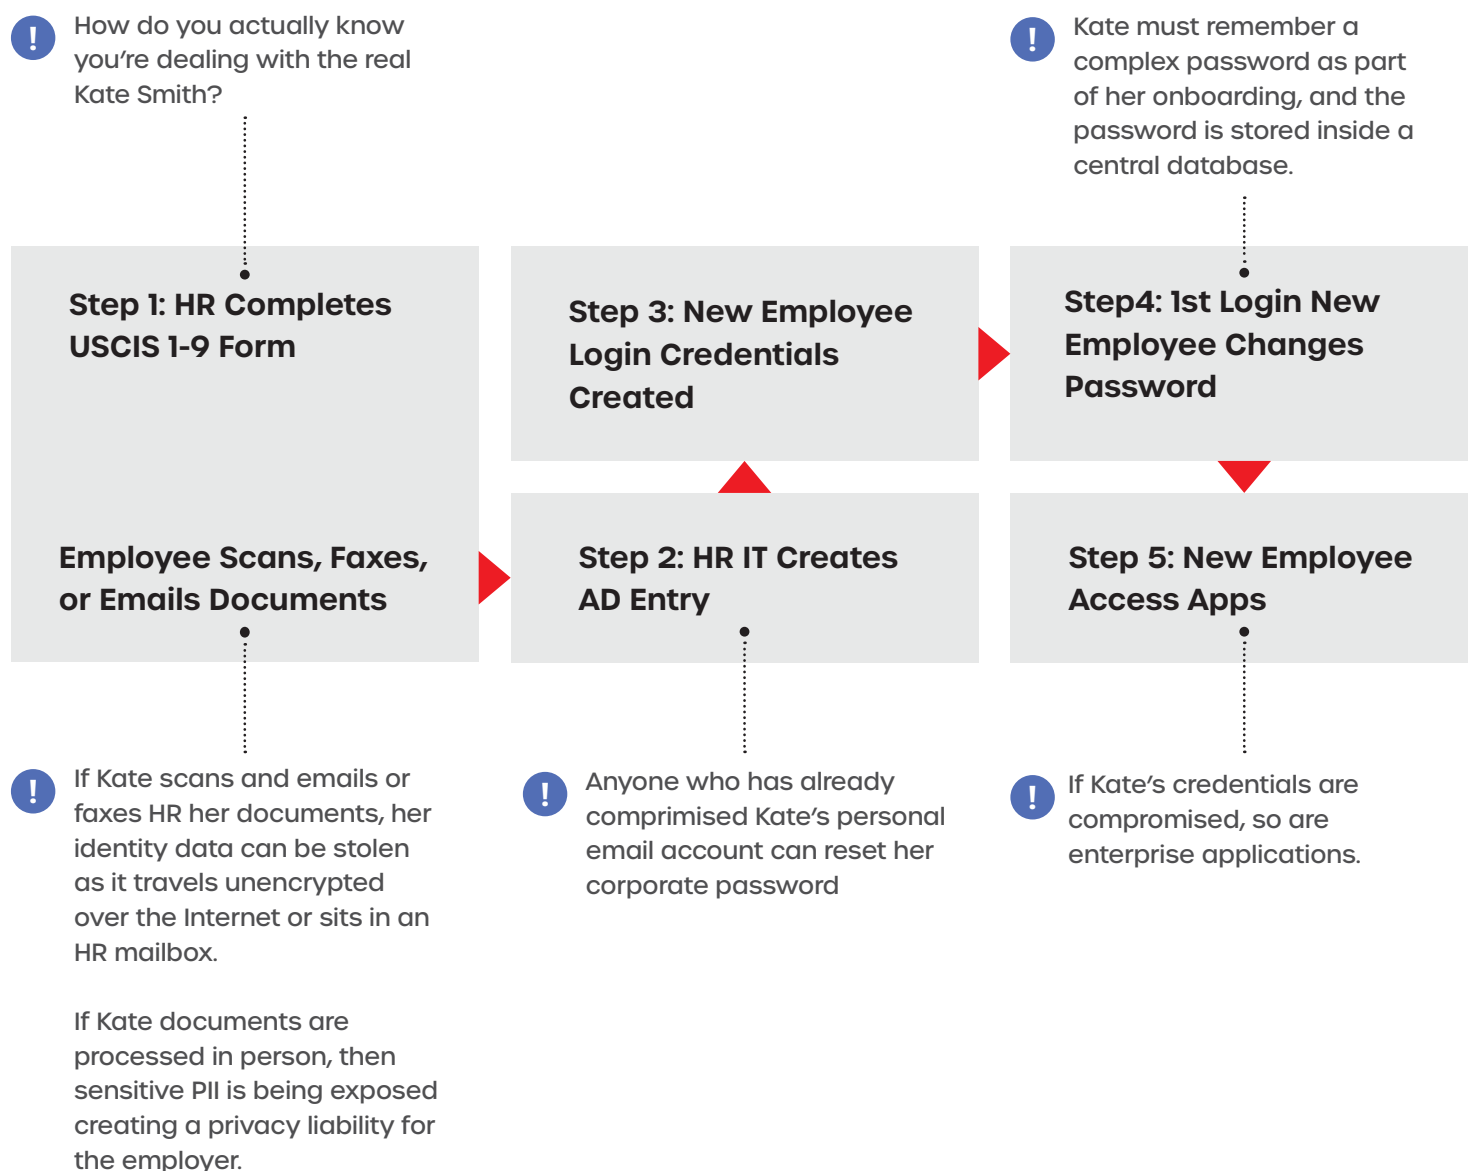 !
How do you actually know
you're dealing with the real
Kate Smith?
!
Kate must remember a
complex password as part
of her onboarding, and the
password is stored inside a
central database.
Step 1: HR Completes
USCIS 1-9 Form
Employee Scans, Faxes,
or Emails Documents
Step 3: New Employee
Login Credentials
Created
Step 2: HR IT Creates
AD Entry
Step4: 1st Login New
Employee Changes
Password
Step 5: New Employee
Access Apps
!
If Kate scans and emails or
faxes HR her documents, her
identity data can be stolen
as it travels unencrypted
over the Internet or sits in an
HR mailbox.
If Kate documents are
processed in person, then
sensitive PII is being exposed
creating a privacy liability for
the employer.
!
Anyone who has already
comprimised Kate's personal
email account can reset her
corporate password
!
If Kate's credentials are
compromised, so are
enterprise applications.